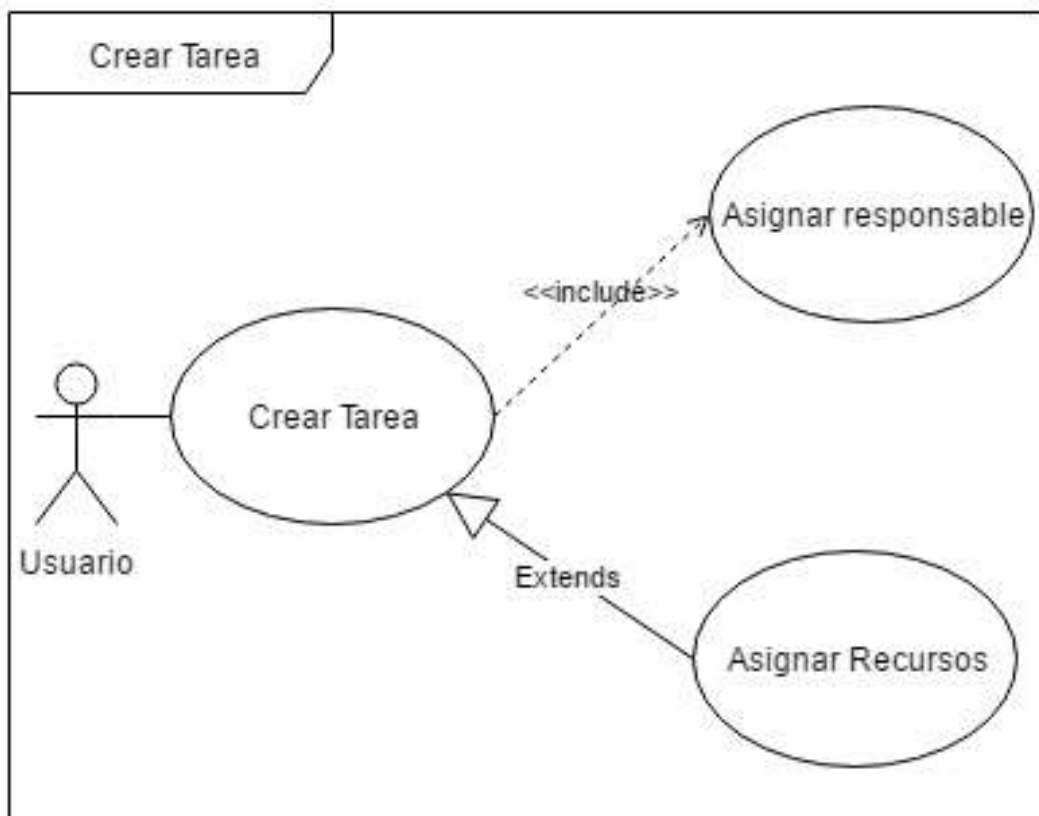 Crear Tarea
Asignar responsable
<<include>>
Crear Tarea
Usuario
Extends
Asignar Recursos